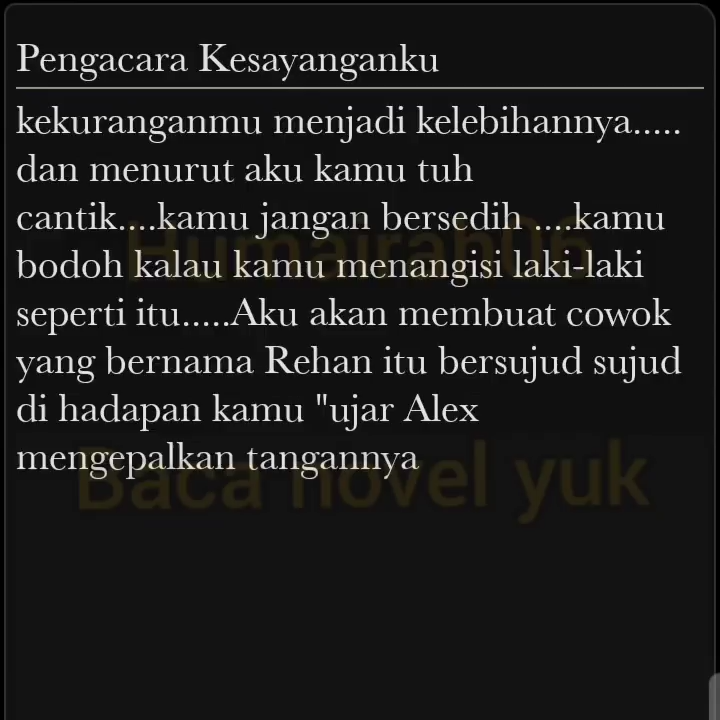 Pengacara Kesayanganku
kekuranganmu menjadi kelebihannya.....
dan menurut aku kamu tuh
cantik....kamu jangan bersedih ....kamu
bodoh kalau kamu menangisi laki-laki
seperti itu.....Aku akan membuat cowok
yang bernama Rehan itu bersujud sujud
di hadapan kamu "ujar Alex
mengepalkan tangannya
Humairah06
Baca novel yuk